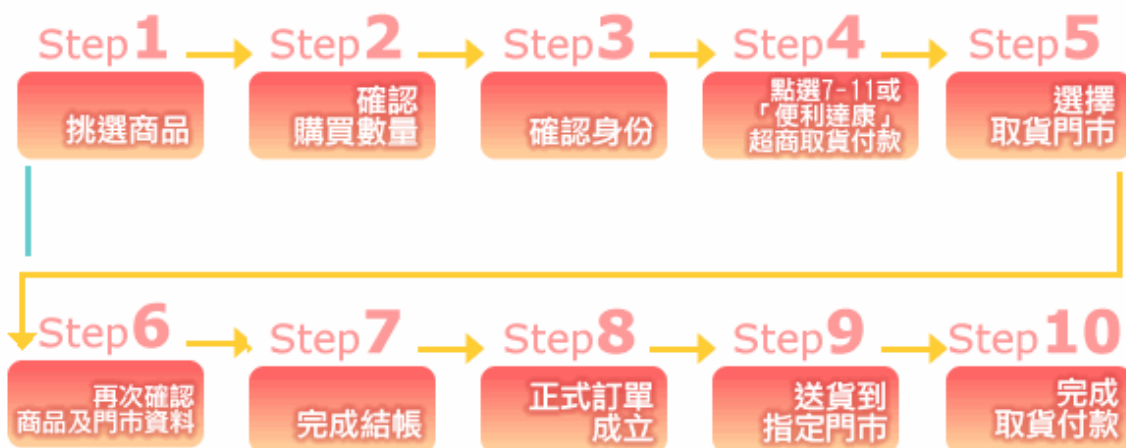 Step1
Step2
Step3
Step4
Step5
挑選商品
確認
購買數量
確認身份
點選7-11或
「便利達康」
超商取貨付款
選擇
取貨門市
Step6
Step7
Step8
Step9
Step10
再次確認
商品及門市資料
完成結帳
正式訂單
成立
送貨到
指定門市
完成
取貨付款